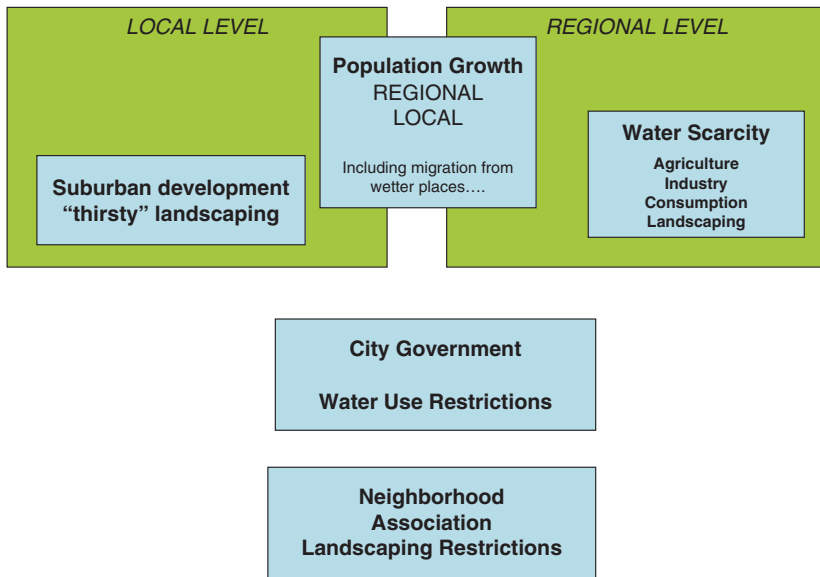 LOCAL LEVEL
REGIONAL LEVEL
Population Growth
REGIONAL
LOCAL
Including migration from
wetter places….
Suburban development
“thirsty” landscaping
Water Scarcity
Agriculture
Industry
Consumption
Landscaping
City Government
Water Use Restrictions
Neighborhood
Association
Landscaping Restrictions